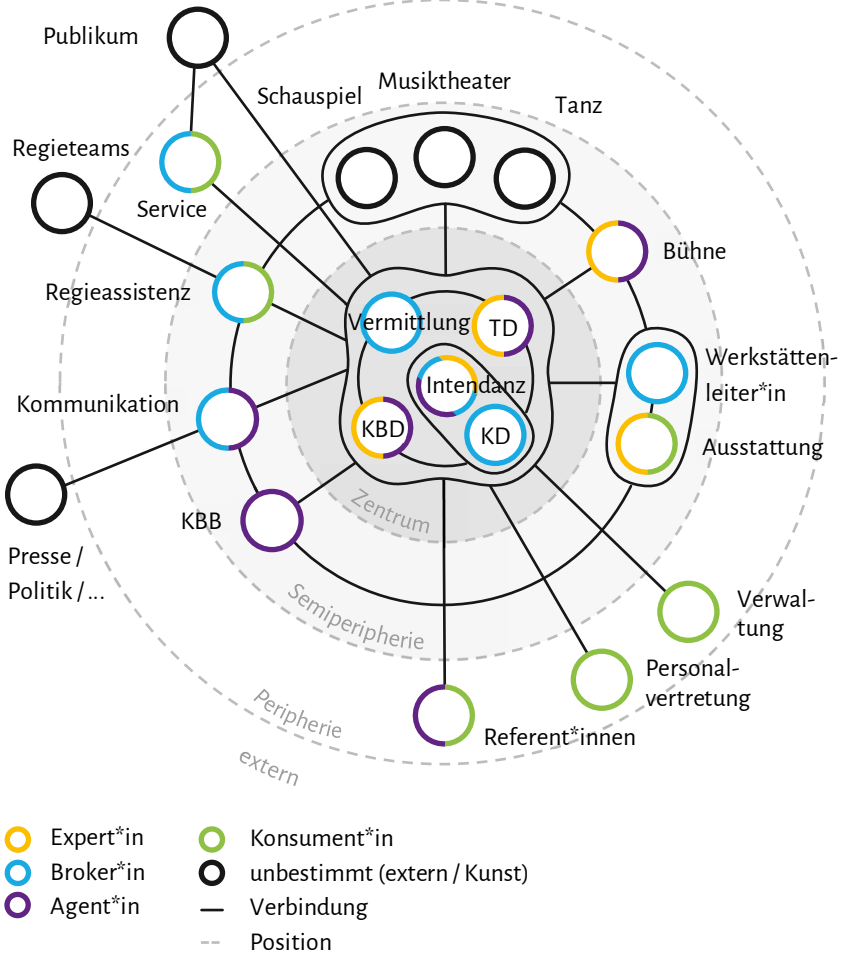 Publikum
Musiktheater
Schauspiel
Tanz
Regieteams
Service
Bühne
Regieassistenz
Vermittlung
TD
Werkstätten-
leiter*in
Intendanz
Kommunikation
KBD
KD
Ausstattung
Zentrum
KBB
Presse /
Politik / ...
Semiperipherie
Verwal-
tung
Personal-
vertretung
Peripherie
Referent*innen
extern
Expert*in
Broker*in
Agent*in
Konsument*in
unbestimmt (extern / Kunst)
Verbindung
Position